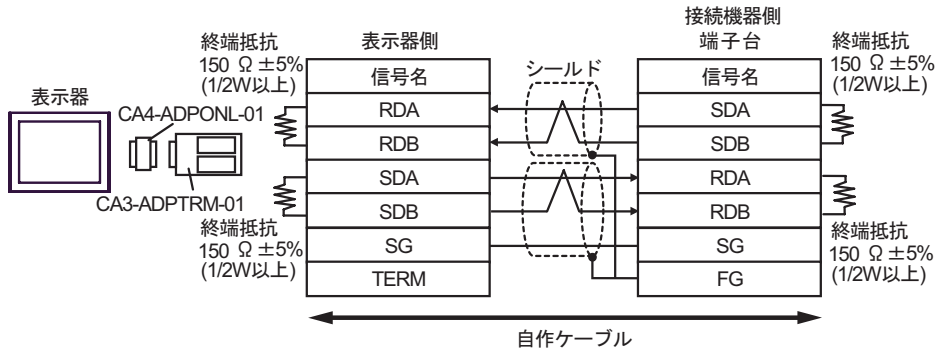 接続機器側
端子台
表示器側
終端抵抗
150 Ω ±5%
(1/2W以上)
終端抵抗
150 Ω ±5%
(1/2W以上)
シールド
信号名
信号名
表示器
CA4-ADPONL-01
CA3-ADPTRM-01
RDA
SDA
RDB
SDB
SDA
RDA
SDB
RDB
SG
SG
TERM
FG
終端抵抗
150 Ω ±5%
(1/2W以上)
終端抵抗
150 Ω ±5%
(1/2W以上)
自作ケーブル